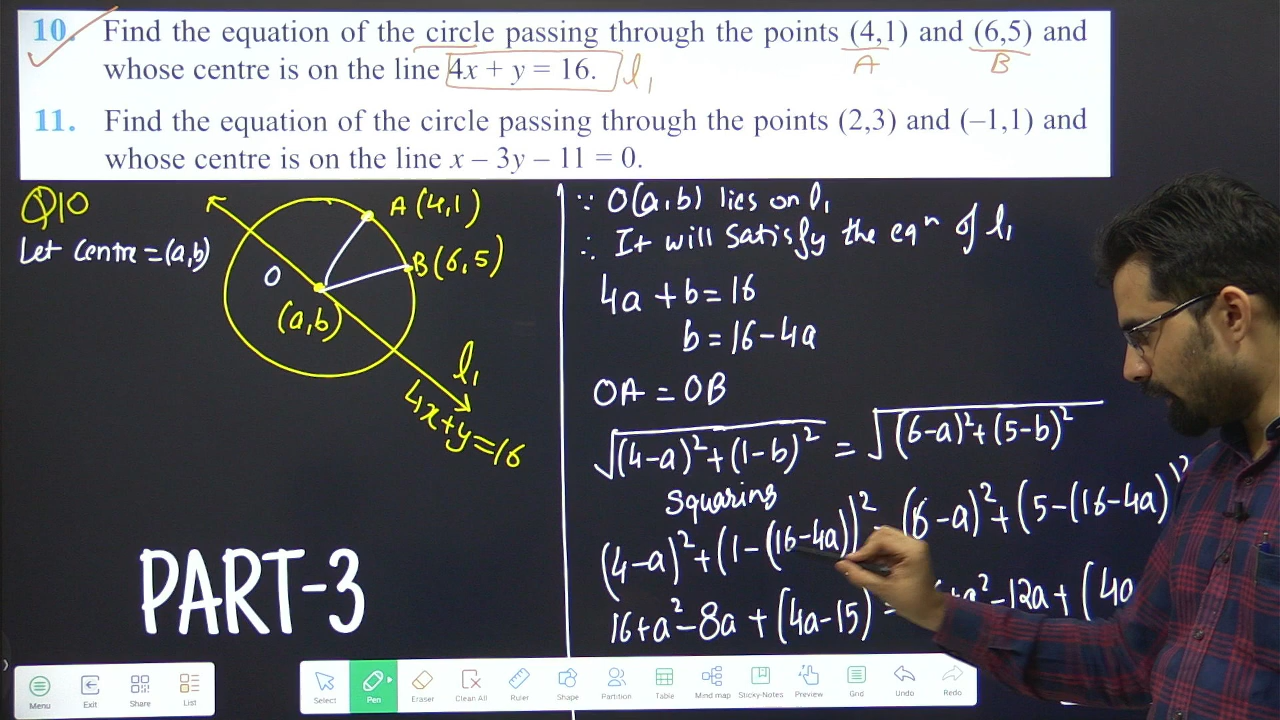 10. Find the equation of the circle passing through the points (4,1) and (6,5) and
A B
whose centre is on the line 4x + y = 16. l₁
11. Find the equation of the circle passing through the points (2,3) and (–1,1) and
whose centre is on the line x – 3y – 11 = 0.
Q10
Let Centre = (a,b)
A (4,1)
B (6,5)
O
(a,b)
l₁
4x+y=16
PART-3
∵ O(a,b) lies on l₁
∴ It will satisfy the eqⁿ of l₁
4a + b = 16
b = 16-4a
OA = OB
√(4-a)²+(1-b)² = √(6-a)²+(5-b)²
Squaring
(4-a)²+(1-(16-4a))² = (6-a)²+(5-(16-4a))²
16+a²-8a + (4a-15) = a²-12a+(4a
Menu Exit Share List
Select Pen Eraser Clean All Ruler Shape Partition Table Mind map Sticky-Notes Preview Grid Undo Redo